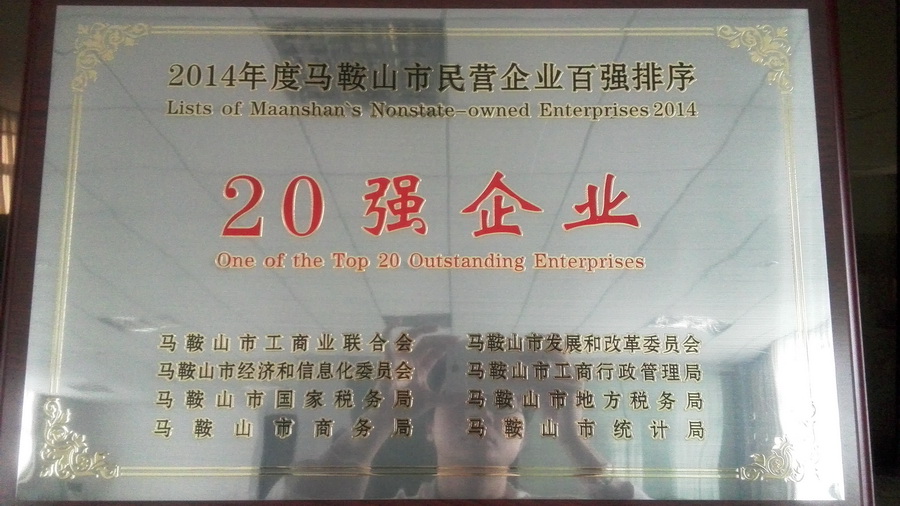 2014年度马鞍山市民营企业百强排序
Lists of Maanshan`s Nonstate-owned Enterprises 2014
20强企业
One of the Top 20 Outstanding Enterprises
马鞍山市工商业联合会 马鞍山市发展和改革委员会
马鞍山市经济和信息化委员会 马鞍山市工商行政管理局
马鞍山市国家税务局 马鞍山市地方税务局
马鞍山市商务局 马鞍山市统计局